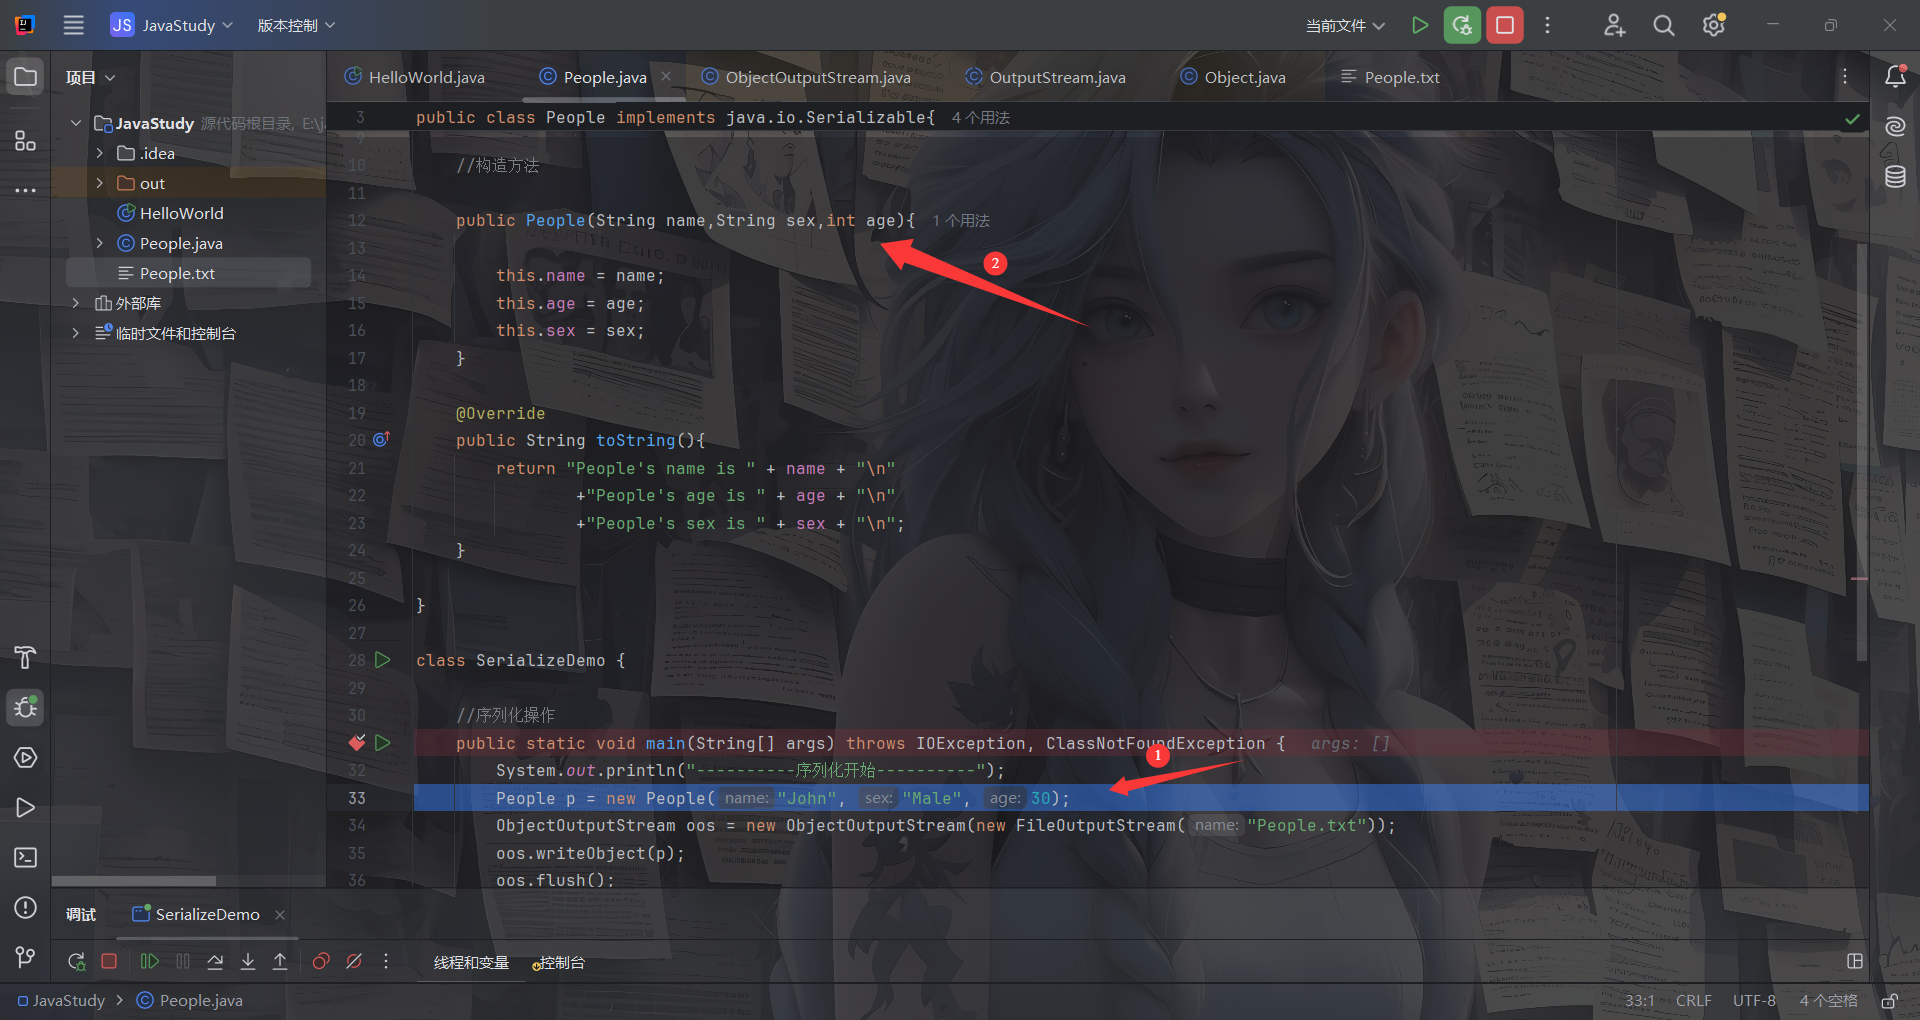 JS JavaStudy 版本控制 当前文件
项目
HelloWorld.java People.java ObjectOutputStream.java OutputStream.java Object.java People.txt
JavaStudy 源代码根目录, E:\j
.idea
out
HelloWorld
People.java
People.txt
外部库
临时文件和控制台
3 public class People implements java.io.Serializable{ 4 个用法
9
10 //构造方法
11
12 public People(String name,String sex,int age){ 1 个用法
13
2
14 this.name = name;
15 this.age = age;
16 this.sex = sex;
17 }
18
19 @Override
20 public String toString(){
21 return "People's name is " + name + "\n"
22 +"People's age is " + age + "\n"
23 +"People's sex is " + sex + "\n";
24 }
25
26 }
27
28 class SerializeDemo {
29
30 //序列化操作
public static void main(String[] args) throws IOException, ClassNotFoundException { args: []
1
32 System.out.println("----------序列化开始----------");
33 People p = new People( name: "John", sex: "Male", age: 30);
34 ObjectOutputStream oos = new ObjectOutputStream(new FileOutputStream( name: "People.txt"));
35 oos.writeObject(p);
36 oos.flush();
调试 SerializeDemo
线程和变量 控制台
JavaStudy People.java 33:1 CRLF UTF-8 4 个空格